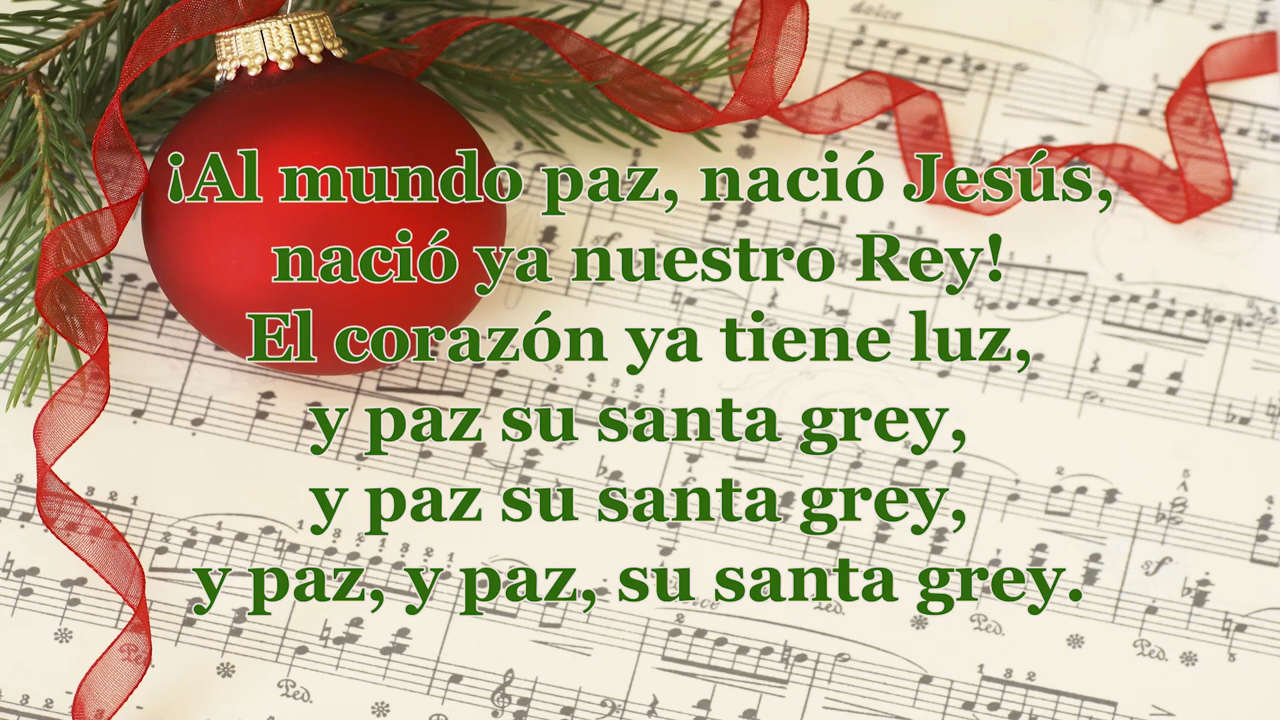 ¡Al mundo paz, nació Jesús,
nació ya nuestro Rey!
El corazón ya tiene luz,
y paz su santa grey,
y paz su santa grey,
y paz, y paz, su santa grey.